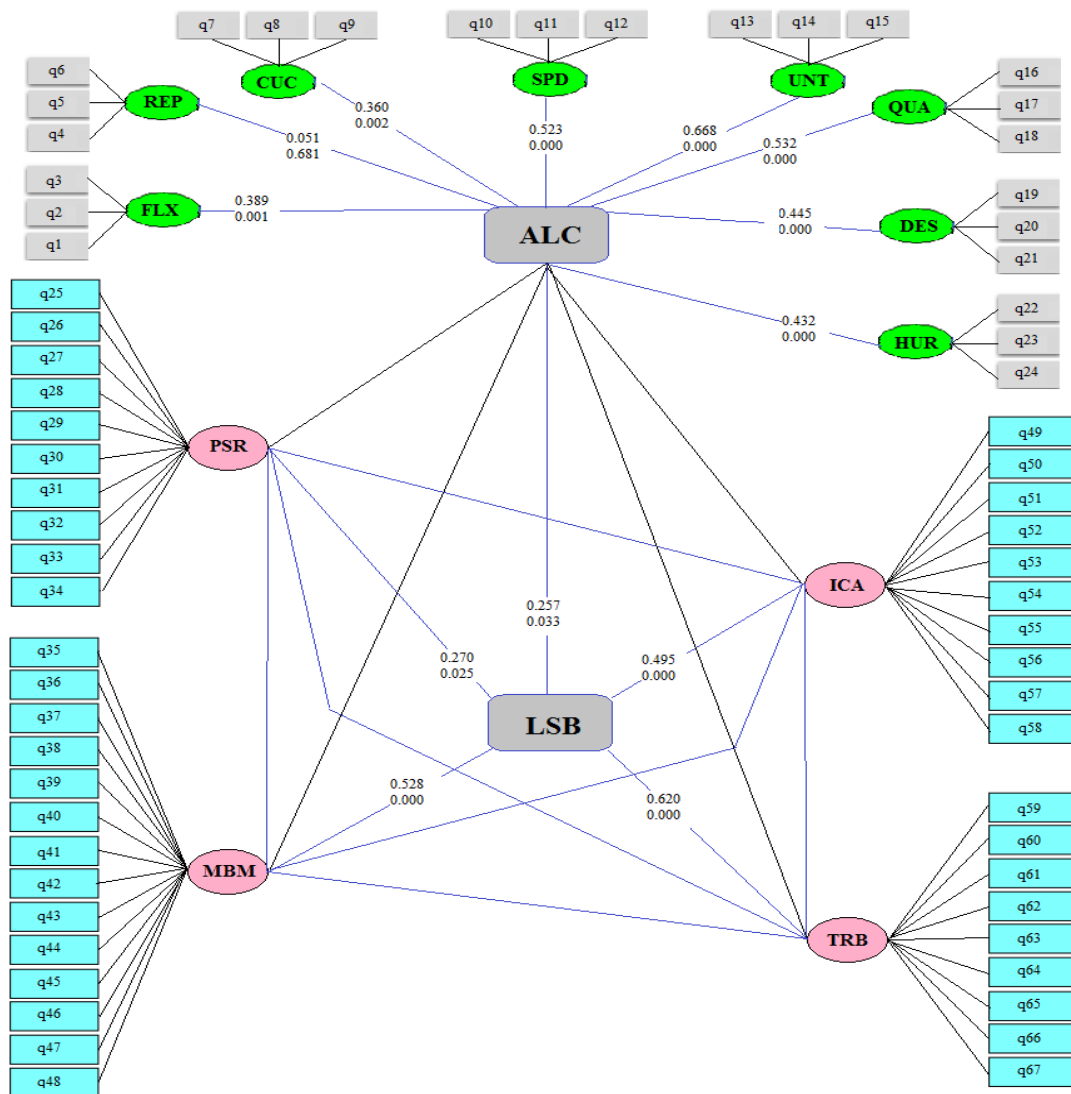 q7
q8
q9
q10
q11
q12
q13
q14
q15
CUC
SPD
UNT
q6
q5
q4
REP
q16
q17
q18
QUA
0.360
0.002
0.051
0.681
0.523
0.000
0.668
0.000
0.532
0.000
q3
q2
q1
FLX
0.389
0.001
ALC
0.445
0.000
DES
q19
q20
q21
0.432
0.000
HUR
q22
q23
q24
q25
q26
q27
q28
q29
q30
q31
q32
q33
q34
PSR
q49
q50
q51
q52
q53
q54
q55
q56
q57
q58
ICA
0.257
0.033
0.270
0.025
0.495
0.000
LSB
0.528
0.000
0.620
0.000
q35
q36
q37
q38
q39
q40
q41
q42
q43
q44
q45
q46
q47
q48
MBM
q59
q60
q61
q62
q63
q64
q65
q66
q67
TRB